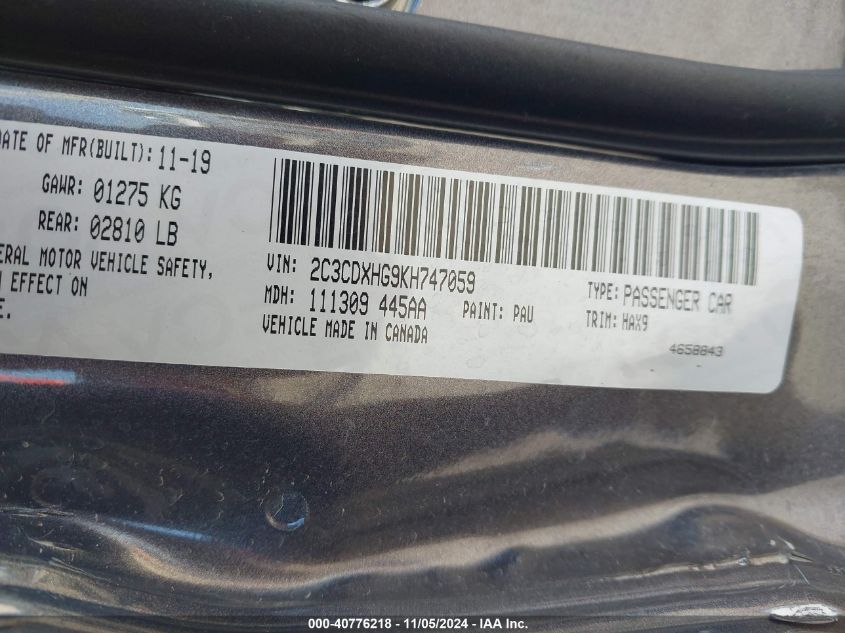 DATE OF MFR(BUILT): 11-19
GAWR: 01275 KG
REAR: 02810 LB
ERAL MOTOR VEHICLE SAFETY,
N EFFECT ON
E.
VIN: 2C3CDXHG9KH747059
TYPE: PASSENGER CAR
MDH: 111309 445AA
PAINT: PAU
TRIM: HAX9
VEHICLE MADE IN CANADA
4658843
000-40776218 - 11/05/2024 - IAA Inc.